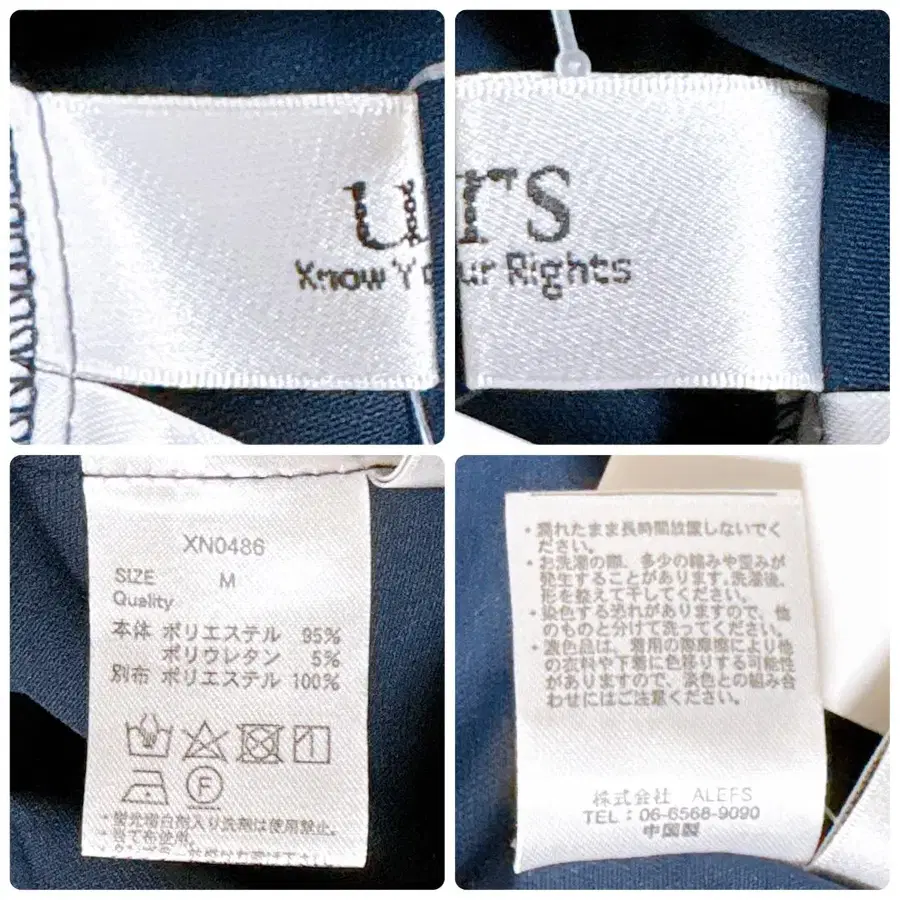 urs
Know Your Rights
XN0486
SIZE M
Quality
本体 ポリエステル 95%
ポリウレタン 5%
別布 ポリエステル 100%
F
*蛍光増白剤入り洗剤は使用禁止。
*当て布使用。
・濡れたまま長時間放置しないでく
ださい。
・お洗濯の際、多少の縮みや歪みが
発生することがあります.洗濯後、
形を整えて干してください。
・染色する恐れがありますので、他
のものと分けて洗ってください。
・濃色品は、着用の際摩擦により他
の衣料や下着に色移りする可能性
がありますので、淡色との組み合
わせにはご注意ください。
株式会社 ALEFS
TEL：06-6568-9090
中国製